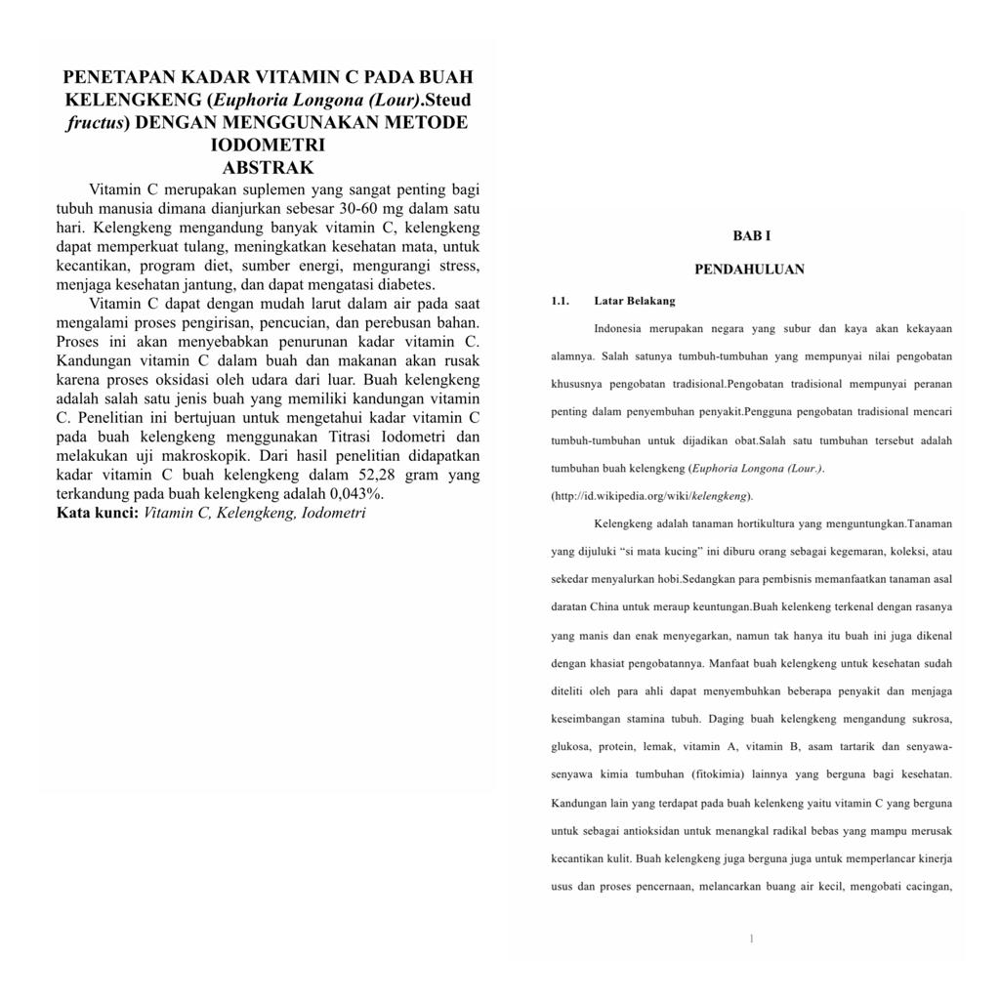 PENETAPAN KADAR VITAMIN C PADA BUAH
KELENGKENG (Euphoria Longona (Lour).Steud
fructus) DENGAN MENGGUNAKAN METODE
IODOMETRI
ABSTRAK
Vitamin C merupakan suplemen yang sangat penting bagi
tubuh manusia dimana dianjurkan sebesar 30-60 mg dalam satu
hari. Kelengkeng mengandung banyak vitamin C, kelengkeng
dapat memperkuat tulang, meningkatkan kesehatan mata, untuk
kecantikan, program diet, sumber energi, mengurangi stress,
menjaga kesehatan jantung, dan dapat mengatasi diabetes.
Vitamin C dapat dengan mudah larut dalam air pada saat
mengalami proses pengirisan, pencucian, dan perebusan bahan.
Proses ini akan menyebabkan penurunan kadar vitamin C.
Kandungan vitamin C dalam buah dan makanan akan rusak
karena proses oksidasi oleh udara dari luar. Buah kelengkeng
adalah salah satu jenis buah yang memiliki kandungan vitamin
C. Penelitian ini bertujuan untuk mengetahui kadar vitamin C
pada buah kelengkeng menggunakan Titrasi Iodometri dan
melakukan uji makroskopik. Dari hasil penelitian didapatkan
kadar vitamin C buah kelengkeng dalam 52,28 gram yang
terkandung pada buah kelengkeng adalah 0,043%.
Kata kunci: Vitamin C, Kelengkeng, Iodometri
BAB I
PENDAHULUAN
1.1. Latar Belakang
Indonesia merupakan negara yang subur dan kaya akan kekayaan
alamnya. Salah satunya tumbuh-tumbuhan yang mempunyai nilai pengobatan
khususnya pengobatan tradisional.Pengobatan tradisional mempunyai peranan
penting dalam penyembuhan penyakit.Pengguna pengobatan tradisional mencari
tumbuh-tumbuhan untuk dijadikan obat.Salah satu tumbuhan tersebut adalah
tumbuhan buah kelengkeng (Euphoria Longona (Lour.).
(http://id.wikipedia.org/wiki/kelengkeng).
Kelengkeng adalah tanaman hortikultura yang menguntungkan.Tanaman
yang dijuluki “si mata kucing” ini diburu orang sebagai kegemaran, koleksi, atau
sekedar menyalurkan hobi.Sedangkan para pembisnis memanfaatkan tanaman asal
daratan China untuk meraup keuntungan.Buah kelenkeng terkenal dengan rasanya
yang manis dan enak menyegarkan, namun tak hanya itu buah ini juga dikenal
dengan khasiat pengobatannya. Manfaat buah kelengkeng untuk kesehatan sudah
diteliti oleh para ahli dapat menyembuhkan beberapa penyakit dan menjaga
keseimbangan stamina tubuh. Daging buah kelengkeng mengandung sukrosa,
glukosa, protein, lemak, vitamin A, vitamin B, asam tartarik dan senyawa-
senyawa kimia tumbuhan (fitokimia) lainnya yang berguna bagi kesehatan.
Kandungan lain yang terdapat pada buah kelenkeng yaitu vitamin C yang berguna
untuk sebagai antioksidan untuk menangkal radikal bebas yang mampu merusak
kecantikan kulit. Buah kelengkeng juga berguna juga untuk memperlancar kinerja
usus dan proses pencernaan, melancarkan buang air kecil, mengobati cacingan,
1